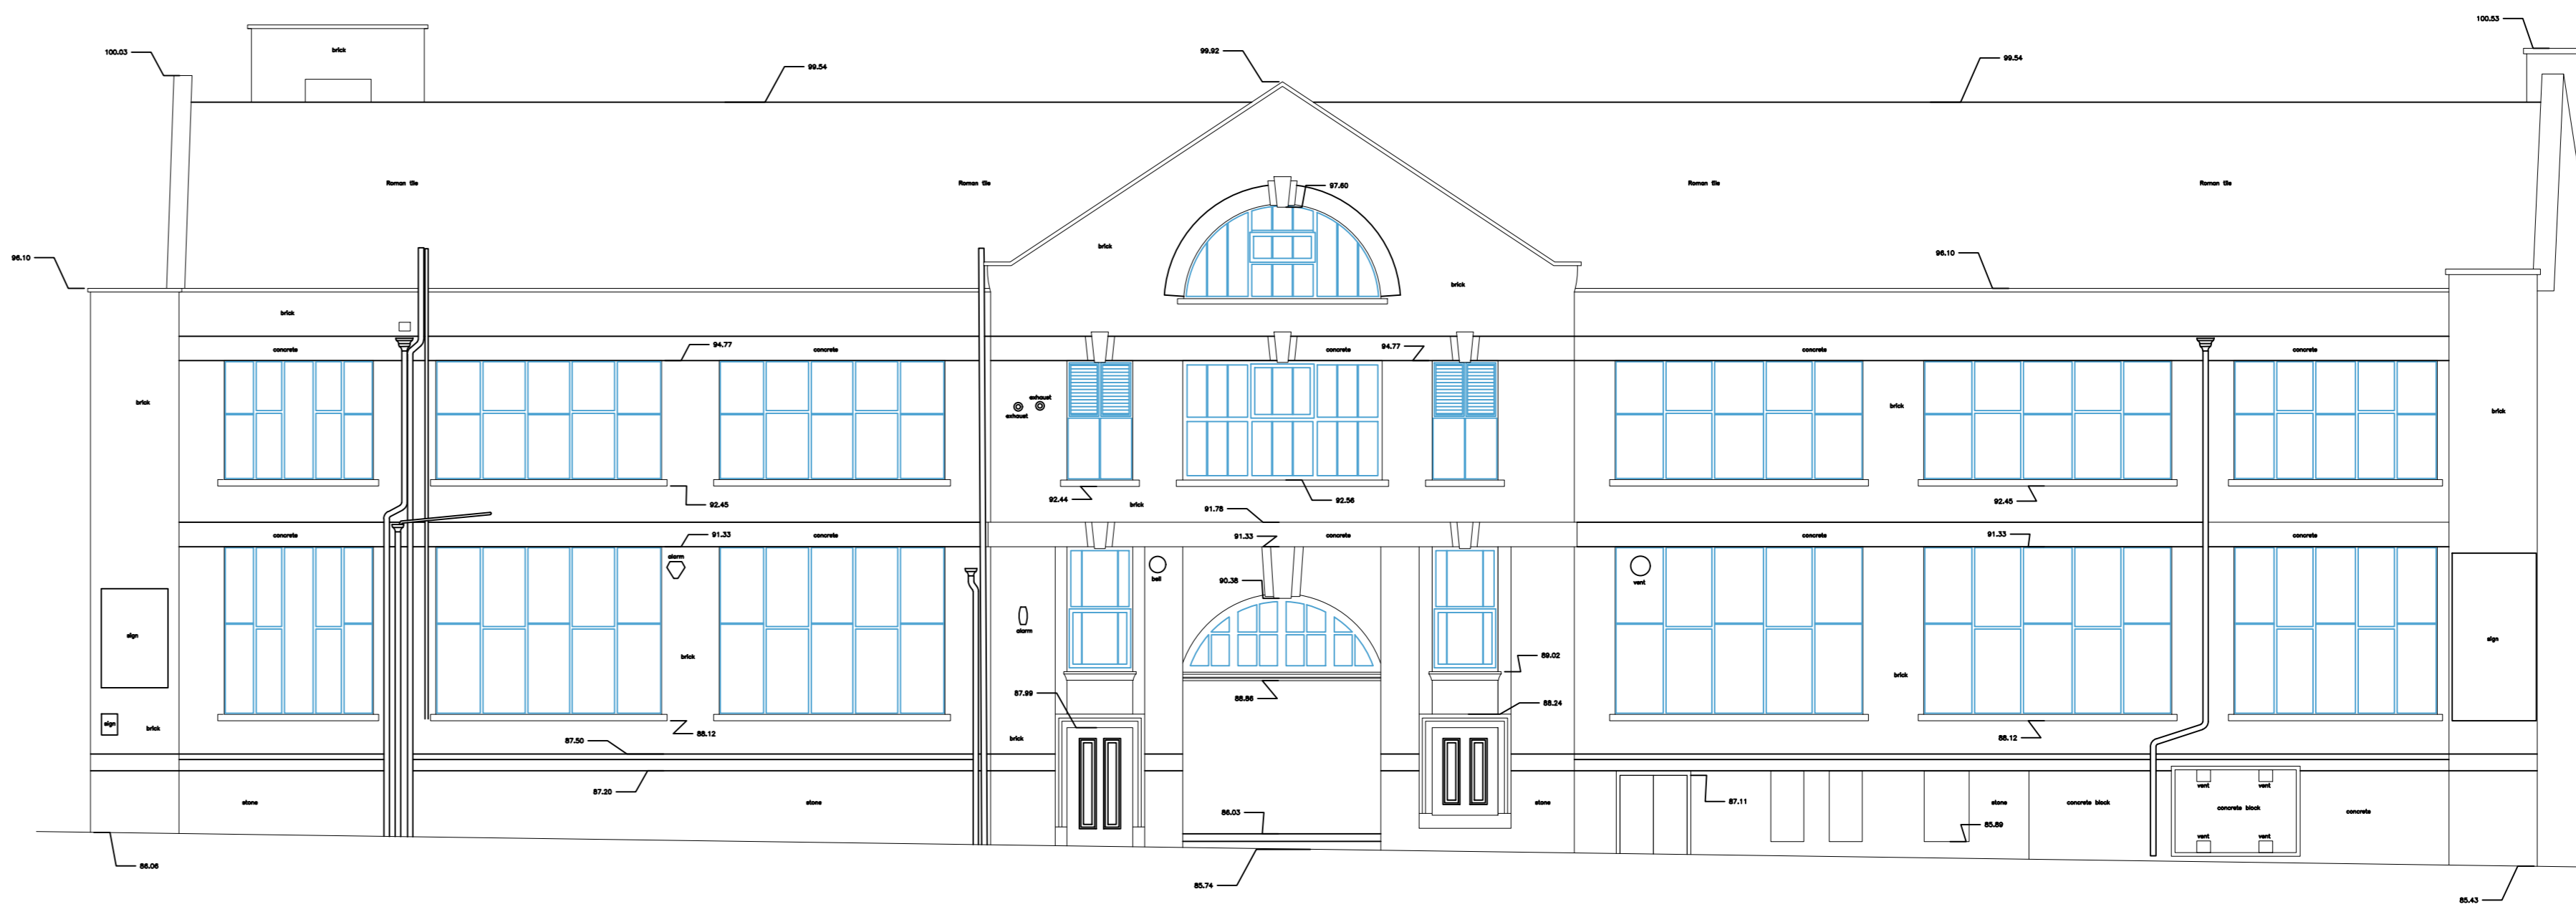 100.53
brick
99.92
100.03
99.54
99.54
Roman tile
Roman tile
Roman tile
Roman tile
97.60
brick
96.10
96.10
brick
brick
concrete
94.77
concrete
concrete
94.77
concrete
concrete
brick
exhaust
exhaust
brick
brick
92.45
92.44
brick
92.56
92.45
91.78
concrete
91.33
concrete
91.33
concrete
concrete
91.33
concrete
alarm
bell
90.38
vent
sign
alarm
sign
brick
89.02
brick
87.99
88.86
88.24
sign
brick
88.12
87.50
brick
88.12
87.20
stone
stone
86.03
stone
87.11
stone
concrete block
vent
vent
concrete block
concrete
85.89
vent
vent
86.06
85.74
85.43